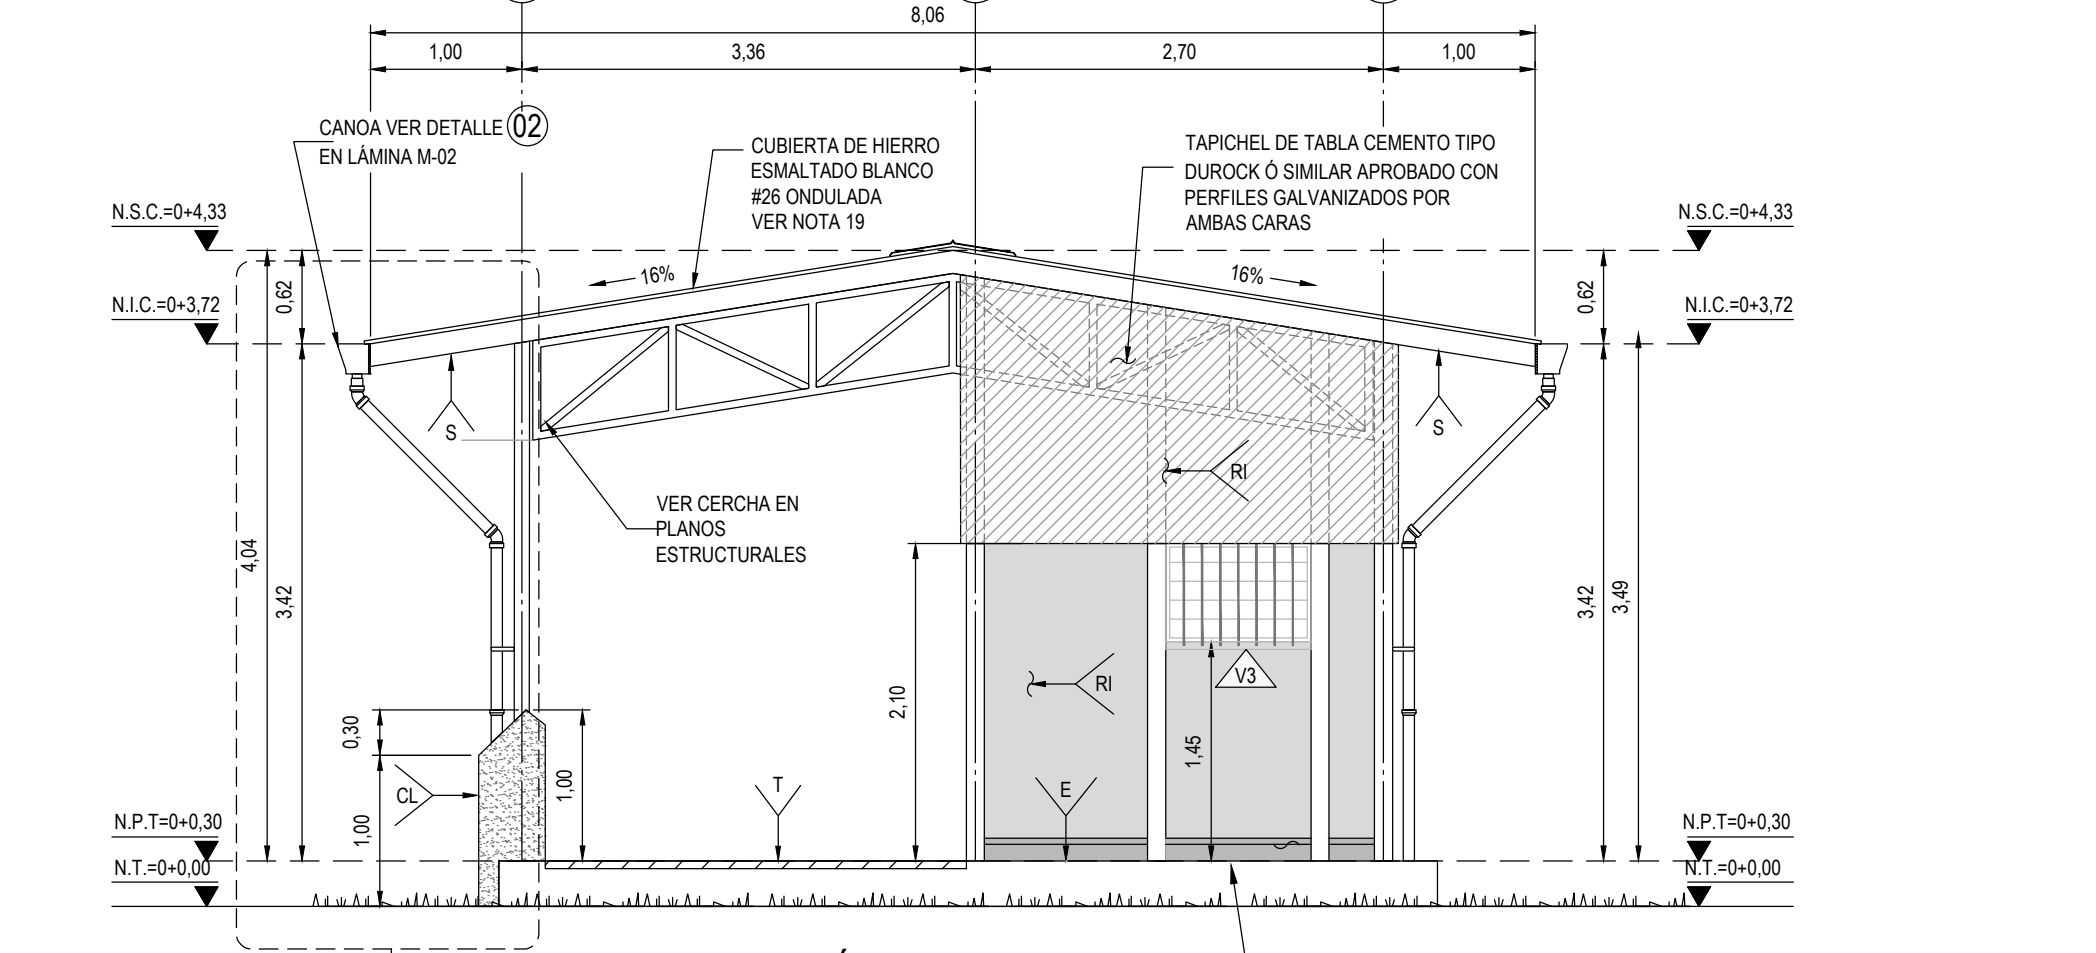 8,06
1,00
3,36
2,70
1,00
CANOA VER DETALLE 02
EN LÁMINA M-02
CUBIERTA DE HIERRO
ESMALTADO BLANCO
#26 ONDULADA
VER NOTA 19
TAPICHEL DE TABLA CEMENTO TIPO
DUROCK Ó SIMILAR APROBADO CON
PERFILES GALVANIZADOS POR
AMBAS CARAS
N.S.C.=0+4,33
N.S.C.=0+4,33
16%
16%
0,62
0,62
N.I.C.=0+3,72
N.I.C.=0+3,72
S
S
RI
VER CERCHA EN
PLANOS
ESTRUCTURALES
4,04
3,42
3,42
3,49
2,10
RI
V3
1,45
0,30
1,00
T
E
CL
1,00
N.P.T=0+0,30
N.P.T=0+0,30
N.T.=0+0,00
N.T.=0+0,00